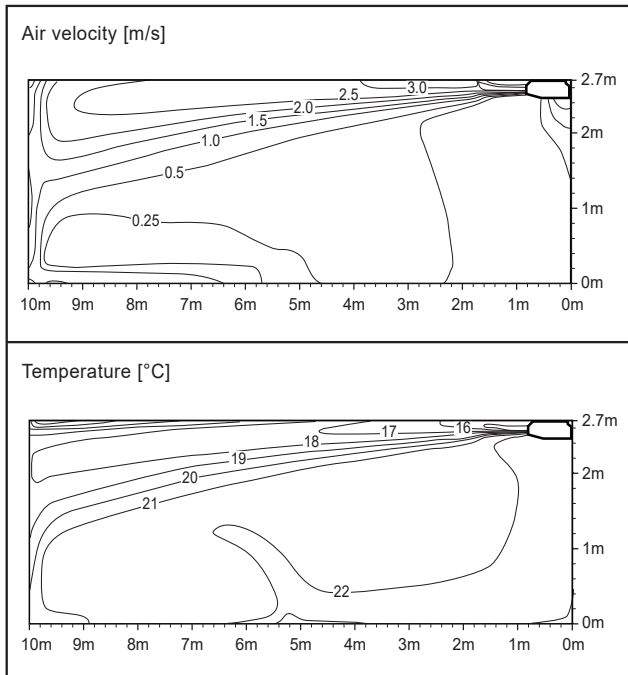 Air velocity [m/s]
2.7m
3.0
2.5
2.0
1.5
2m
1.0
0.5
1m
0.25
0m
10m 9m 8m 7m 6m 5m 4m 3m 2m 1m 0m
Temperature [°C]
2.7m
16
17
18
19
2m
20
21
1m
22
0m
10m 9m 8m 7m 6m 5m 4m 3m 2m 1m 0m